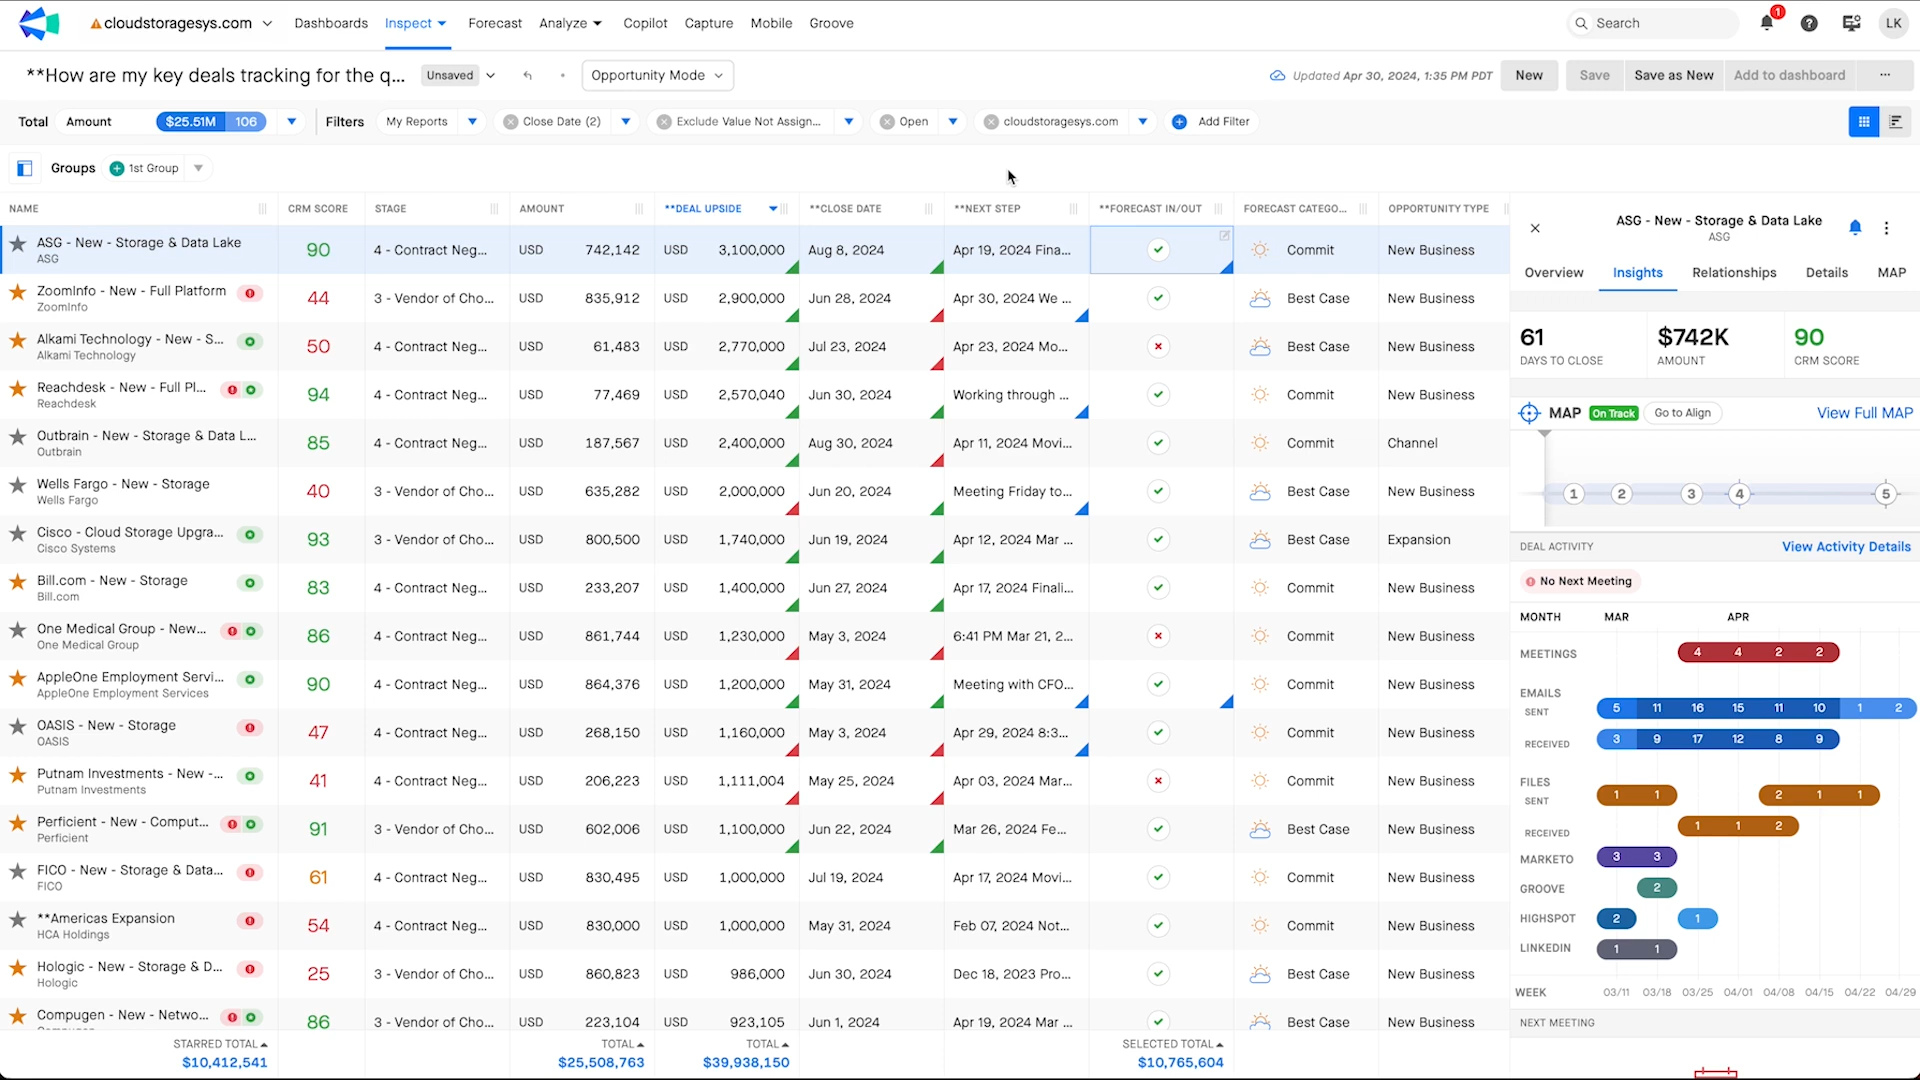 cloudstoragesys.com Dashboards Inspect Forecast Analyze Copilot Capture Mobile Groove Search 1 LK
**How are my key deals tracking for the q... Unsaved Opportunity Mode Updated Apr 30, 2024, 1:35 PM PDT New Save Save as New Add to dashboard ...
Total Amount $25.51M 106 Filters My Reports Close Date (2) Exclude Value Not Assign... Open cloudstoragesys.com Add Filter
Groups 1st Group
NAME CRM SCORE STAGE AMOUNT **DEAL UPSIDE **CLOSE DATE **NEXT STEP **FORECAST IN/OUT FORECAST CATEGO... OPPORTUNITY TYPE
ASG - New - Storage & Data Lake 90 4 - Contract Neg... USD 742,142 USD 3,100,000 Aug 8, 2024 Apr 19, 2024 Fina... Commit New Business
ASG
ZoomInfo - New - Full Platform 44 3 - Vendor of Cho... USD 835,912 USD 2,900,000 Jun 28, 2024 Apr 30, 2024 We ... Best Case New Business
ZoomInfo
Alkami Technology - New - S... 50 4 - Contract Neg... USD 61,483 USD 2,770,000 Jul 23, 2024 Apr 23, 2024 Mo... Best Case New Business
Alkami Technology
Reachdesk - New - Full Pl... 94 4 - Contract Neg... USD 77,469 USD 2,570,040 Jun 30, 2024 Working through ... Commit New Business
Reachdesk
Outbrain - New - Storage & Data L... 85 4 - Contract Neg... USD 187,567 USD 2,400,000 Aug 30, 2024 Apr 11, 2024 Movi... Commit Channel
Outbrain
Wells Fargo - New - Storage 40 3 - Vendor of Cho... USD 635,282 USD 2,000,000 Jun 20, 2024 Meeting Friday to... Best Case New Business
Wells Fargo
Cisco - Cloud Storage Upgra... 93 3 - Vendor of Cho... USD 800,500 USD 1,740,000 Jun 19, 2024 Apr 12, 2024 Mar ... Best Case Expansion
Cisco Systems
Bill.com - New - Storage 83 4 - Contract Neg... USD 233,207 USD 1,400,000 Jun 27, 2024 Apr 17, 2024 Finali... Commit New Business
Bill.com
One Medical Group - New... 86 4 - Contract Neg... USD 861,744 USD 1,230,000 May 3, 2024 6:41 PM Mar 21, 2... Commit New Business
One Medical Group
AppleOne Employment Servi... 90 4 - Contract Neg... USD 864,376 USD 1,200,000 May 31, 2024 Meeting with CFO... Commit New Business
AppleOne Employment Services
OASIS - New - Storage 47 4 - Contract Neg... USD 268,150 USD 1,160,000 May 3, 2024 Apr 29, 2024 8:3... Commit New Business
OASIS
Putnam Investments - New -... 41 4 - Contract Neg... USD 206,223 USD 1,111,004 May 25, 2024 Apr 03, 2024 Mar... Commit New Business
Putnam Investments
Perficient - New - Comput... 91 3 - Vendor of Cho... USD 602,006 USD 1,100,000 Jun 22, 2024 Mar 26, 2024 Fe... Best Case New Business
Perficient
FICO - New - Storage & Data... 61 4 - Contract Neg... USD 830,495 USD 1,000,000 Jul 19, 2024 Apr 17, 2024 Movi... Commit New Business
FICO
**Americas Expansion 54 4 - Contract Neg... USD 830,000 USD 1,000,000 May 31, 2024 Feb 07, 2024 Not... Commit New Business
HCA Holdings
Hologic - New - Storage & D... 25 3 - Vendor of Cho... USD 860,823 USD 986,000 Jun 30, 2024 Dec 18, 2023 Pro... Best Case New Business
Hologic
Compugen - New - Netwo... 86 3 - Vendor of Cho... USD 223,104 USD 923,105 Jun 1, 2024 Apr 19, 2024 Mar ... Best Case New Business
STARRED TOTAL TOTAL TOTAL SELECTED TOTAL
$10,412,541 $25,508,763 $39,938,150 $10,765,604
ASG - New - Storage & Data Lake
ASG
Overview Insights Relationships Details MAP
61 $742K 90
DAYS TO CLOSE AMOUNT CRM SCORE
MAP On Track Go to Align View Full MAP
1 2 3 4 5
DEAL ACTIVITY View Activity Details
No Next Meeting
MONTH MAR APR
MEETINGS 4 4 2 2
EMAILS
SENT 5 11 16 15 11 10 1 2
RECEIVED 3 9 17 12 8 9
FILES
SENT 1 1 2 1 1
RECEIVED 1 1 2
MARKETO 3 3
GROOVE 2
HIGHSPOT 2 1
LINKEDIN 1 1
WEEK 03/11 03/18 03/25 04/01 04/08 04/15 04/22 04/29
NEXT MEETING